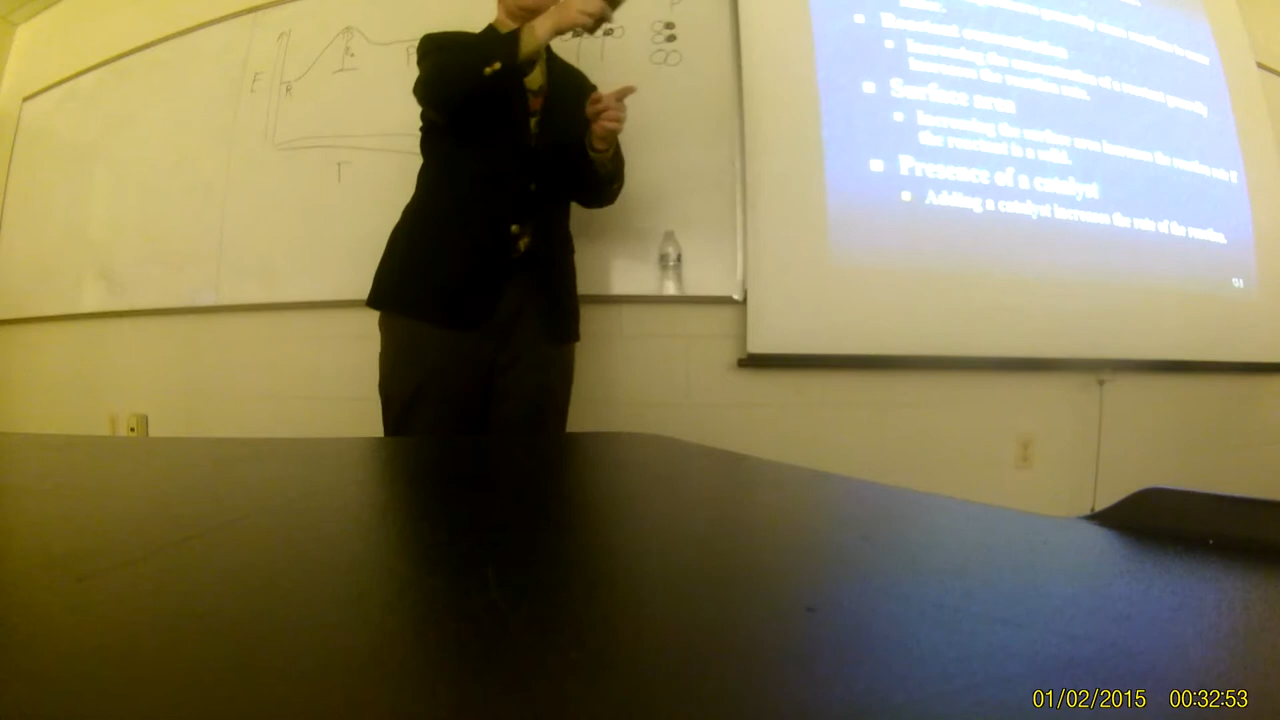 E
R
T
P
generally
Reactant concentration
Increasing the concentration of a reactant generally
increases the reaction rate.
Surface area
Increasing the surface area increases the reaction rate if
the reactant is a solid.
Presence of a catalyst
Adding a catalyst increases the rate of the reaction.
01/02/2015 00:32:53